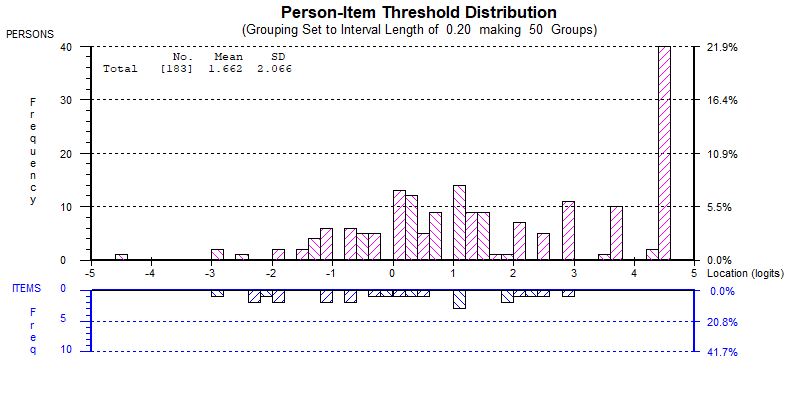 Person-Item Threshold Distribution
(Grouping Set to Interval Length of 0.20 making 50 Groups)
PERSONS
No. Mean SD
Total [183] 1.662 2.066
Frequency
40
30
20
10
0
21.9%
16.4%
10.9%
5.5%
0.0%
-5 -4 -3 -2 -1 0 1 2 3 4 5 Location (logits)
ITEMS
Freq
0
5
10
0.0%
20.8%
41.7%